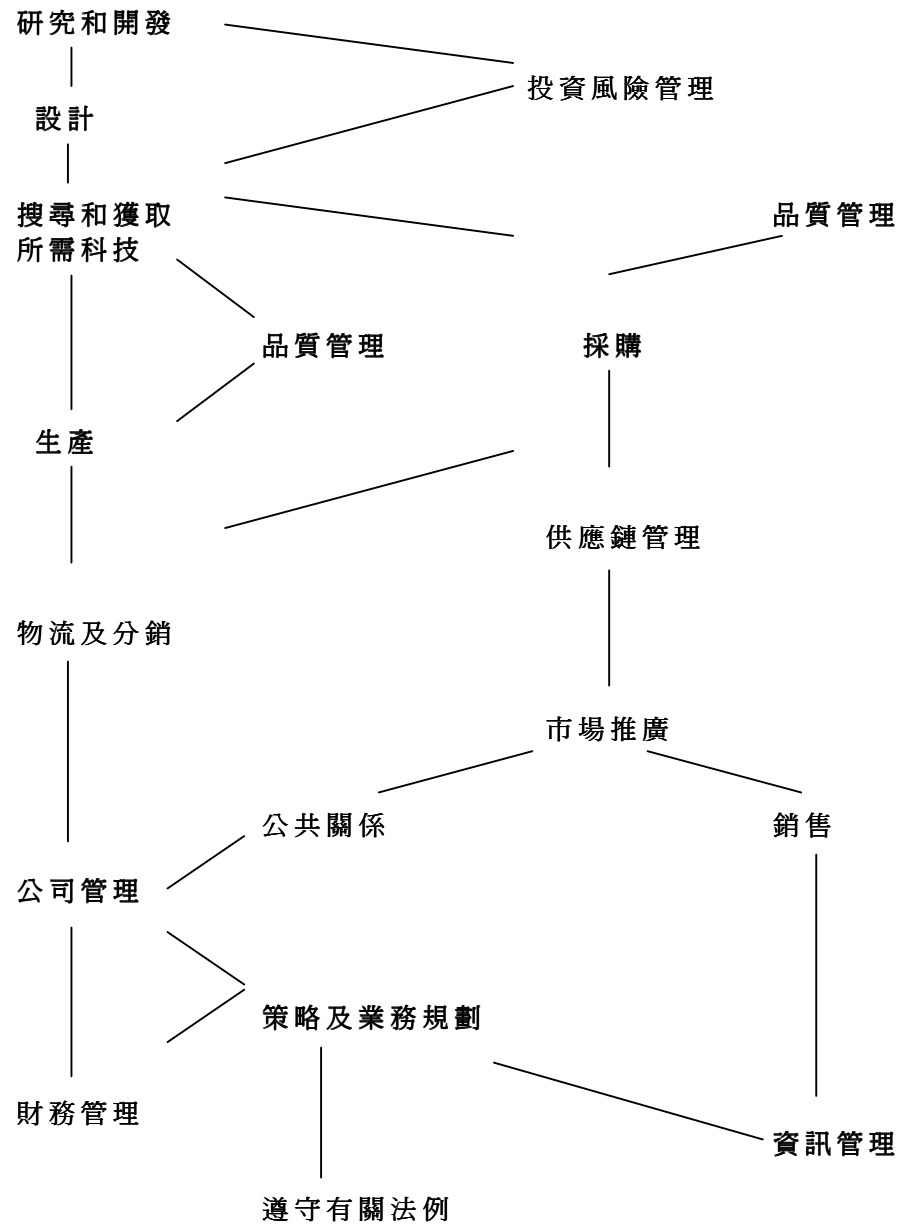 研究和開發
投資風險管理
設計
搜尋和獲取
所需科技
品質管理
品質管理
採購
生產
供應鏈管理
物流及分銷
市場推廣
公共關係
銷售
公司管理
策略及業務規劃
財務管理
資訊管理
遵守有關法例